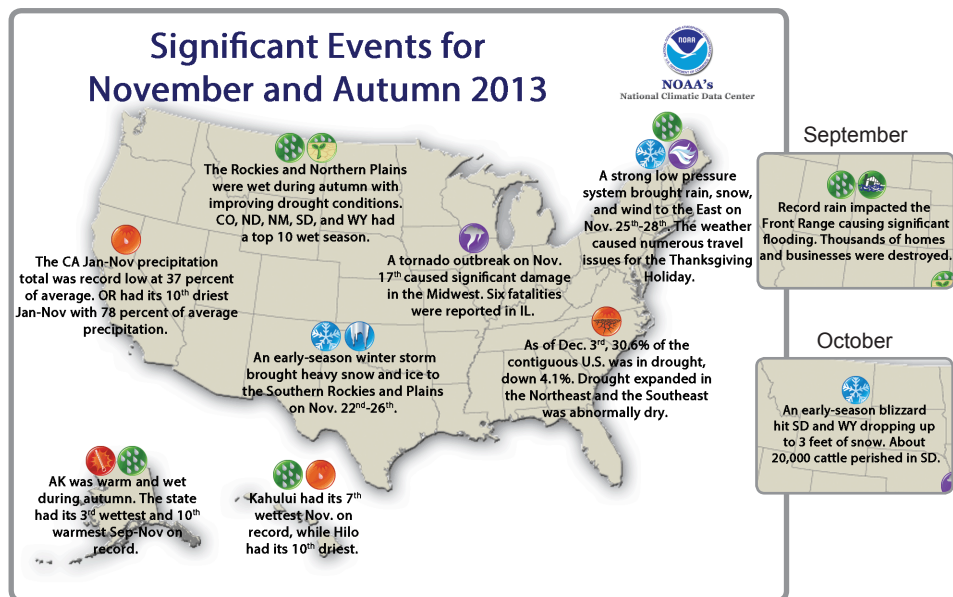 Significant Events for
November and Autumn 2013
NOAA
NOAA's
National Climatic Data Center
The Rockies and Northern Plains
were wet during autumn with
improving drought conditions.
CO, ND, NM, SD, and WY had
a top 10 wet season.
A strong low pressure
system brought rain, snow,
and wind to the East on
Nov. 25th-28th. The weather
caused numerous travel
issues for the Thanksgiving
Holiday.
The CA Jan-Nov precipitation
total was record low at 37 percent
of average. OR had its 10th driest
Jan-Nov with 78 percent of average
precipitation.
A tornado outbreak on Nov.
17th caused significant damage
in the Midwest. Six fatalities
were reported in IL.
An early-season winter storm
brought heavy snow and ice to
the Southern Rockies and Plains
on Nov. 22nd-26th.
As of Dec. 3rd, 30.6% of the
contiguous U.S. was in drought,
down 4.1%. Drought expanded in
the Northeast and the Southeast
was abnormally dry.
AK was warm and wet
during autumn. The state
had its 3rd wettest and 10th
warmest Sep-Nov on
record.
Kahului had its 7th
wettest Nov. on
record, while Hilo
had its 10th driest.
September
Record rain impacted the
Front Range causing significant
flooding. Thousands of homes
and businesses were destroyed.
October
An early-season blizzard
hit SD and WY dropping up
to 3 feet of snow. About
20,000 cattle perished in SD.